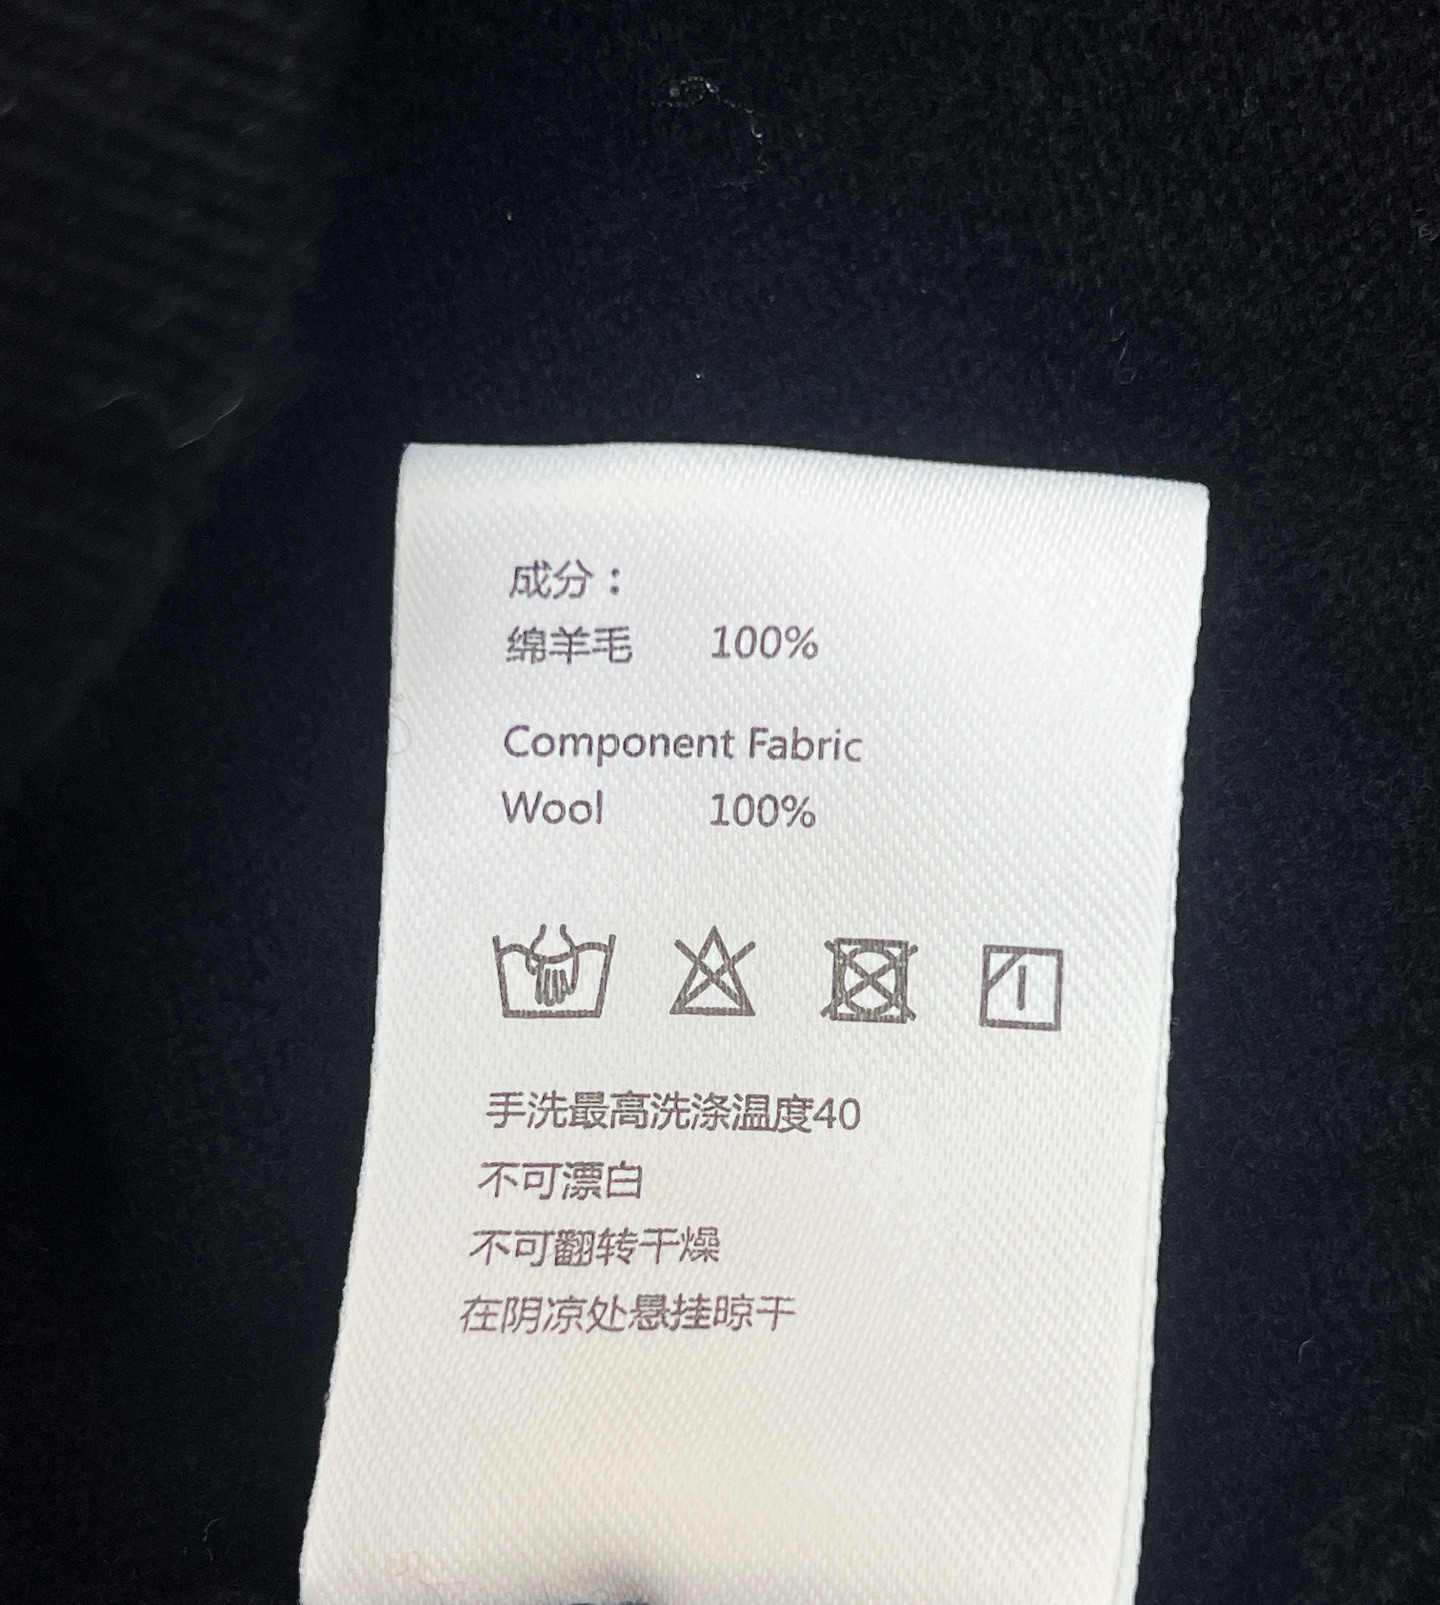 成分：
绵羊毛 100%
Component Fabric
Wool 100%
手洗最高洗涤温度40
不可漂白
不可翻转干燥
在阴凉处悬挂晾干